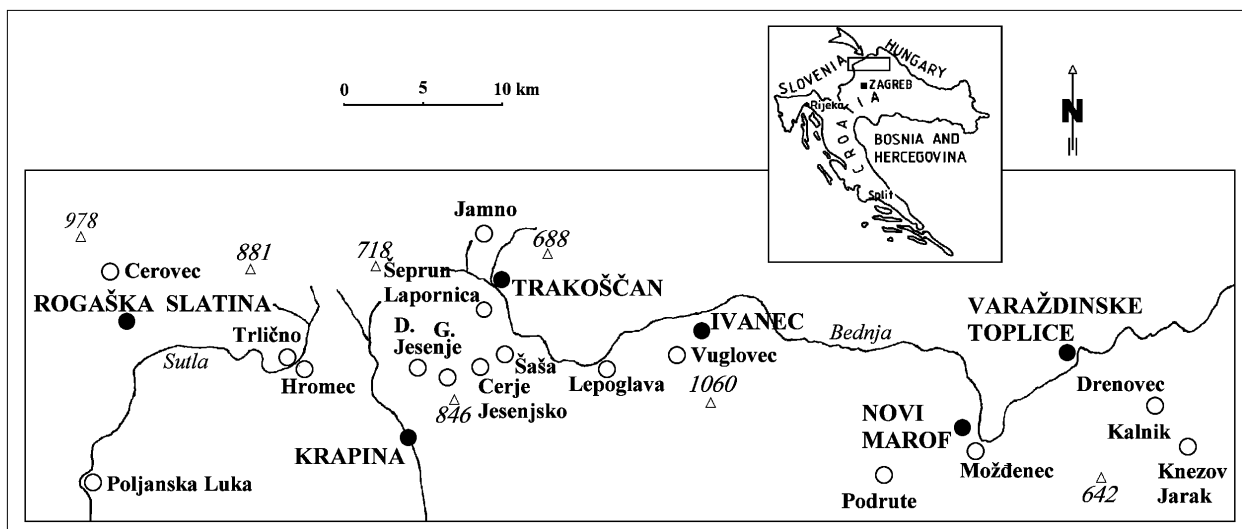 0 5 10 km
SLOVENIA
HUNGARY
ZAGREB
CROATIA
Rijeka
BOSNIA AND
HERCEGOVINA
Split
N
978
881
718
688
Jamno
Cerovec
Šeprun
Lapornica
TRAKOŠČAN
ROGAŠKA SLATINA
Trlično
Sutla
Hromec
D.
Jesenje
G.
Šaša
Cerje
Jesenjsko
846
Lepoglava
IVANEC
Vuglovec
1060
Bednja
VARAŽDINSKE
TOPLICE
Drenovec
Kalnik
NOVI
MAROF
KRAPINA
Poljanska Luka
Podrute
Možđenec
642
Knezov
Jarak